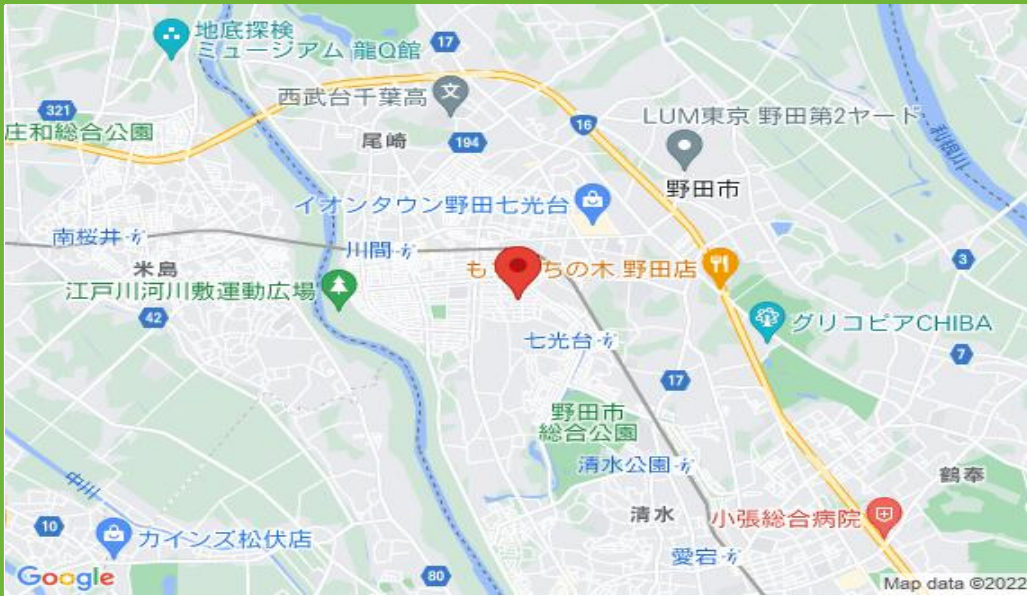 地底探検
ミュージアム 龍Q館
17
西武台千葉高
321
庄和総合公園
尾崎
194
16
LUM東京 野田第2ヤード
利根川
野田市
イオンタウン野田七光台
南桜井
川間
3
米島
も
ちの木 野田店
江戸川河川敷運動広場
42
グリコピアCHIBA
七光台
7
17
野田市
総合公園
清水公園
鶴奉
中川
清水
小張総合病院
10
カインズ松伏店
愛宕
80
Google
Map data ©2022